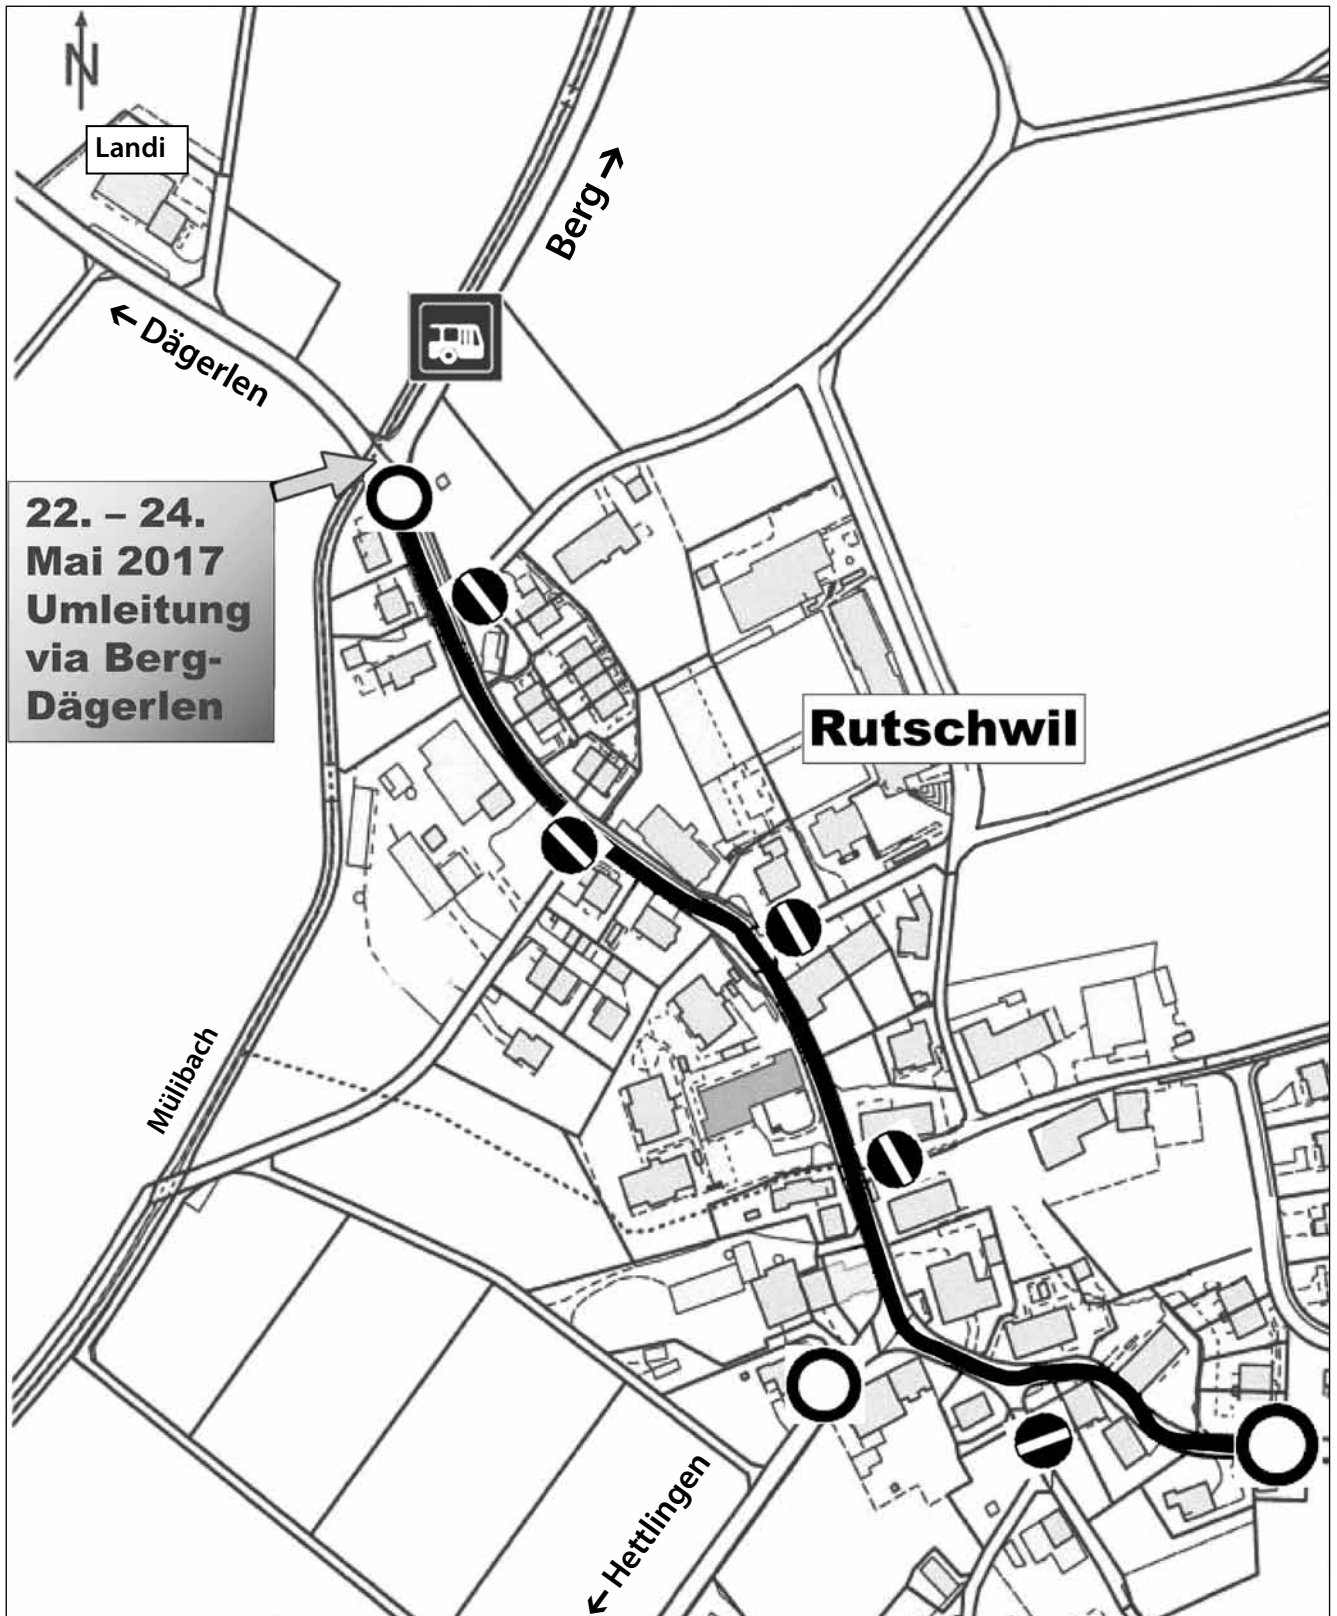 N
Landi
Berg →
← Dägerlen
22. – 24.
Mai 2017
Umleitung
via Berg-
Dägerlen
Rutschwil
Mülibach
← Hettlingen